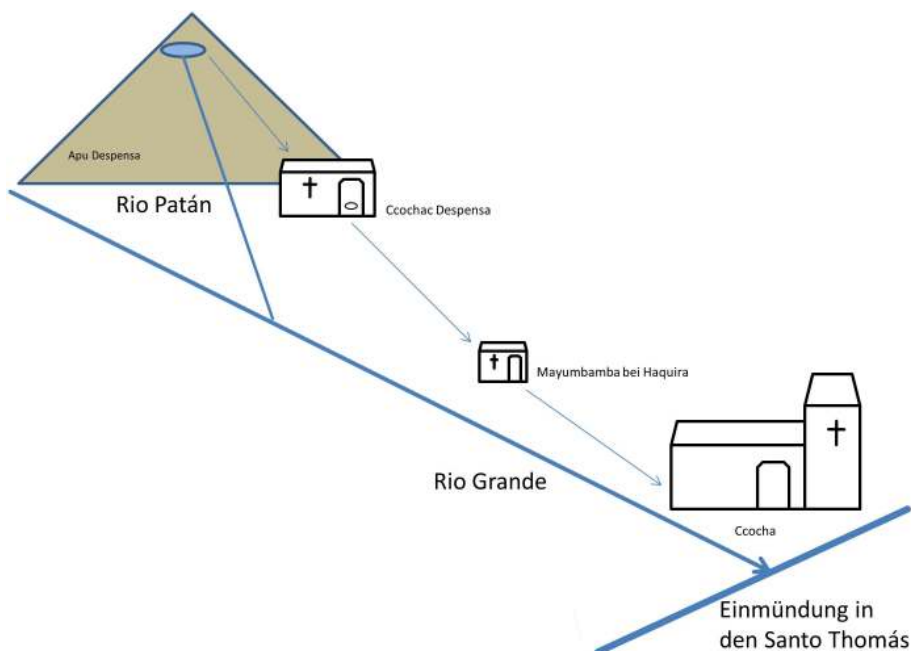 Apu Despensa
Rio Patán
Ccochac Despensa
Mayumbamba bei Haquira
Rio Grande
Ccocha
Einmündung in
den Santo Thomás